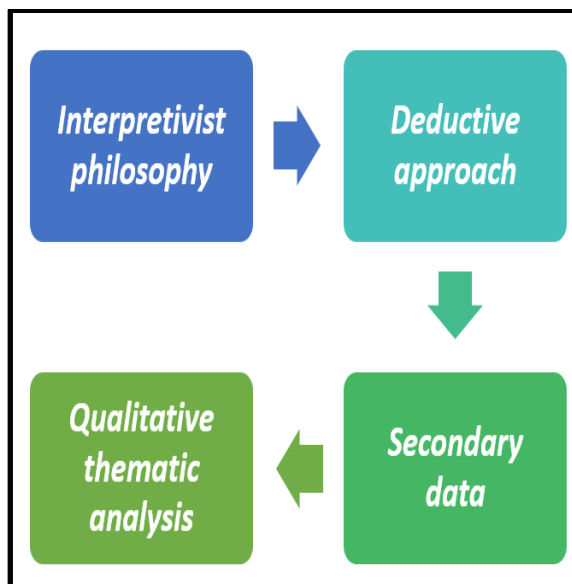 Interpretivist
philosophy
Deductive
approach
Secondary
data
Qualitative
thematic
analysis